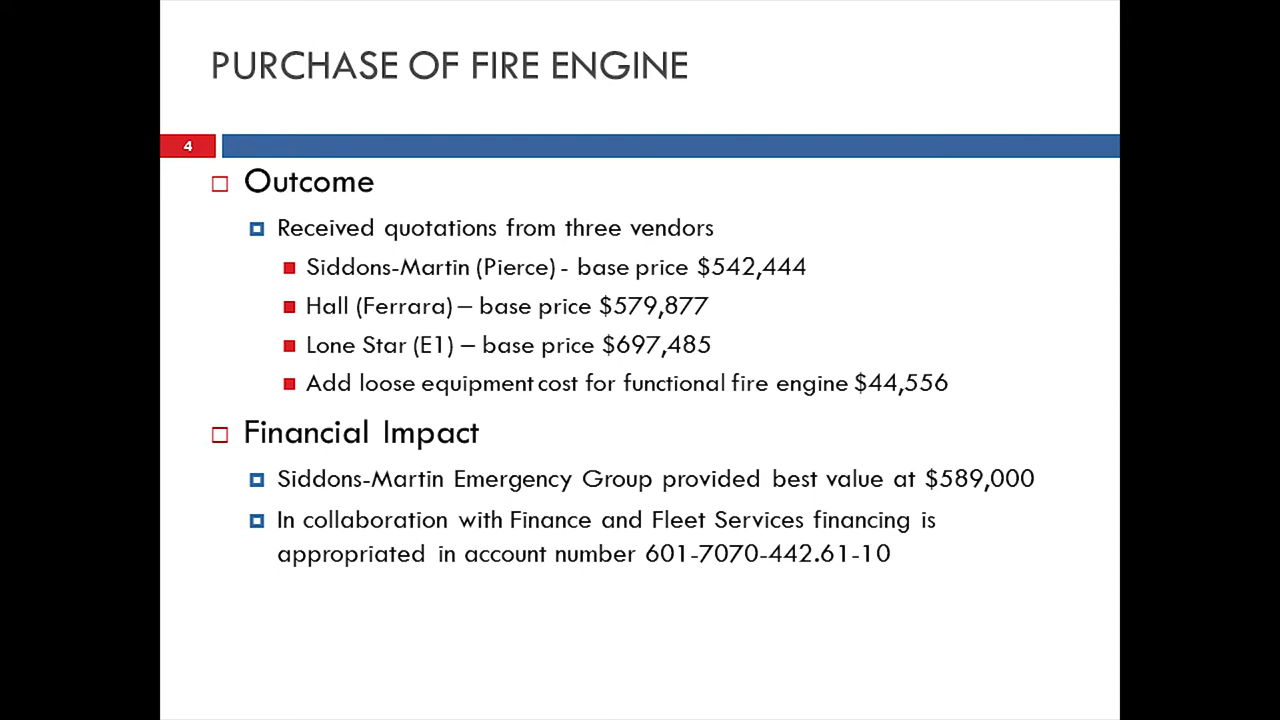 PURCHASE OF FIRE ENGINE
4
Outcome
Received quotations from three vendors
Siddons-Martin (Pierce) - base price $542,444
Hall (Ferrara) – base price $579,877
Lone Star (E1) – base price $697,485
Add loose equipment cost for functional fire engine $44,556
Financial Impact
Siddons-Martin Emergency Group provided best value at $589,000
In collaboration with Finance and Fleet Services financing is
appropriated in account number 601-7070-442.61-10